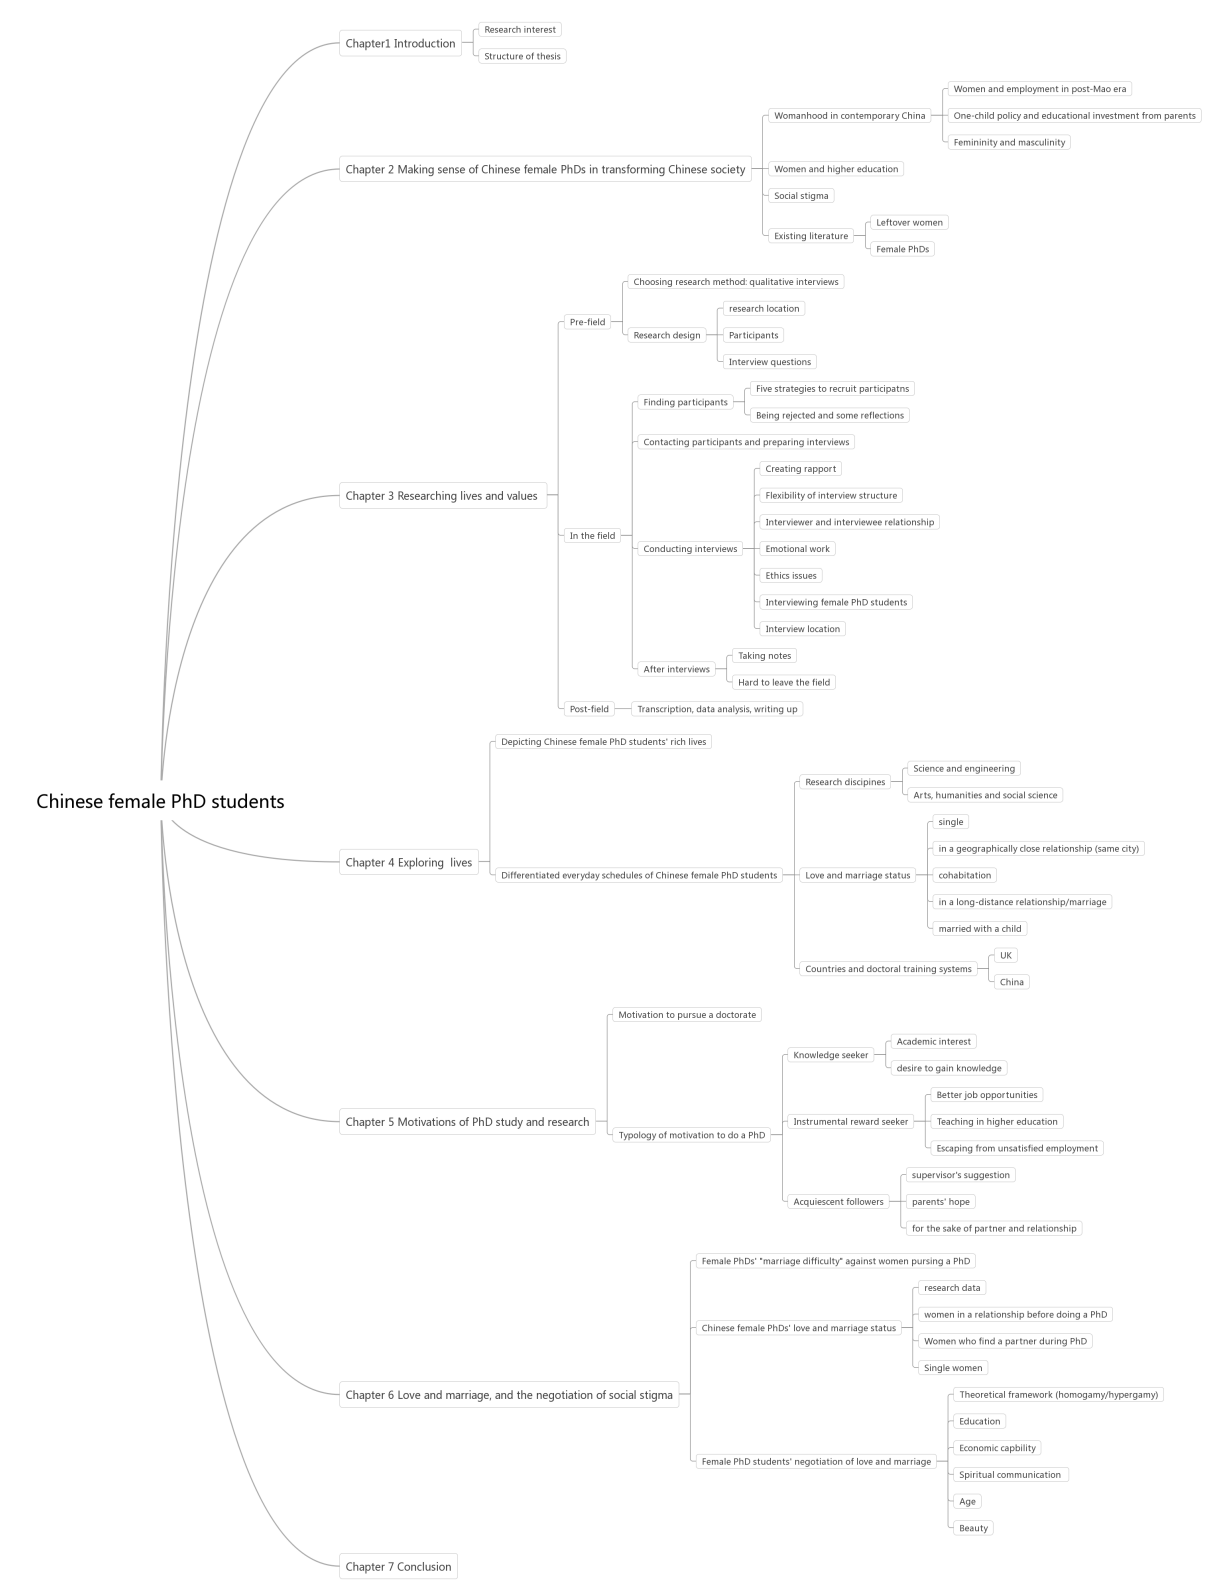 Chinese female PhD students
Chapter1 Introduction
Research interest
Structure of thesis
Chapter 2 Making sense of Chinese female PhDs in transforming Chinese society
Womanhood in contemporary China
Women and employment in post-Mao era
One-child policy and educational investment from parents
Femininity and masculinity
Women and higher education
Social stigma
Existing literature
Leftover women
Female PhDs
Chapter 3 Researching lives and values
Pre-field
Choosing research method: qualitative interviews
Research design
research location
Participants
Interview questions
In the field
Finding participants
Five strategies to recruit participatns
Being rejected and some reflections
Contacting participants and preparing interviews
Conducting interviews
Creating rapport
Flexibility of interview structure
Interviewer and interviewee relationship
Emotional work
Ethics issues
Interviewing female PhD students
Interview location
After interviews
Taking notes
Hard to leave the field
Post-field
Transcription, data analysis, writing up
Chapter 4 Exploring  lives
Depicting Chinese female PhD students' rich lives
Differentiated everyday schedules of Chinese female PhD students
Research discipines
Science and engineering
Arts, humanities and social science
Love and marriage status
single
in a geographically close relationship (same city)
cohabitation
in a long-distance relationship/marriage
married with a child
Countries and doctoral training systems
UK
China
Chapter 5 Motivations of PhD study and research
Motivation to pursue a doctorate
Typology of motivation to do a PhD
Knowledge seeker
Academic interest
desire to gain knowledge
Instrumental reward seeker
Better job opportunities
Teaching in higher education
Escaping from unsatisfied employment
Acquiescent followers
supervisor's suggestion
parents' hope
for the sake of partner and relationship
Chapter 6 Love and marriage, and the negotiation of social stigma
Female PhDs' "marriage difficulty" against women pursing a PhD
Chinese female PhDs' love and marriage status
research data
women in a relationship before doing a PhD
Women who find a partner during PhD
Single women
Female PhD students' negotiation of love and marriage
Theoretical framework (homogamy/hypergamy)
Education
Economic capbility
Spiritual communication
Age
Beauty
Chapter 7 Conclusion